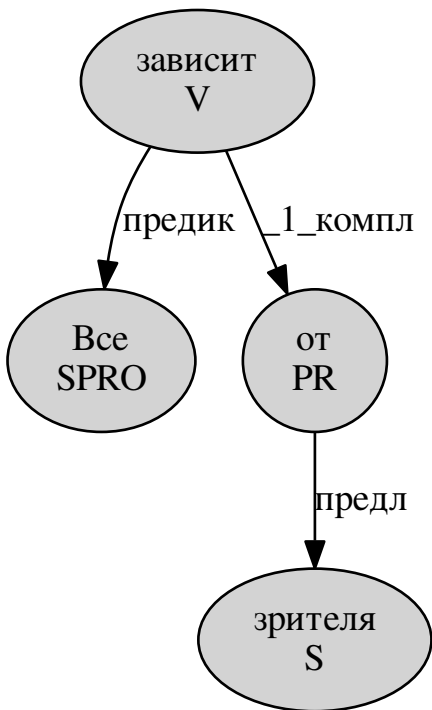 зависит
V
предик
_1_компл
Все
SPRO
от
PR
предл
зрителя
S